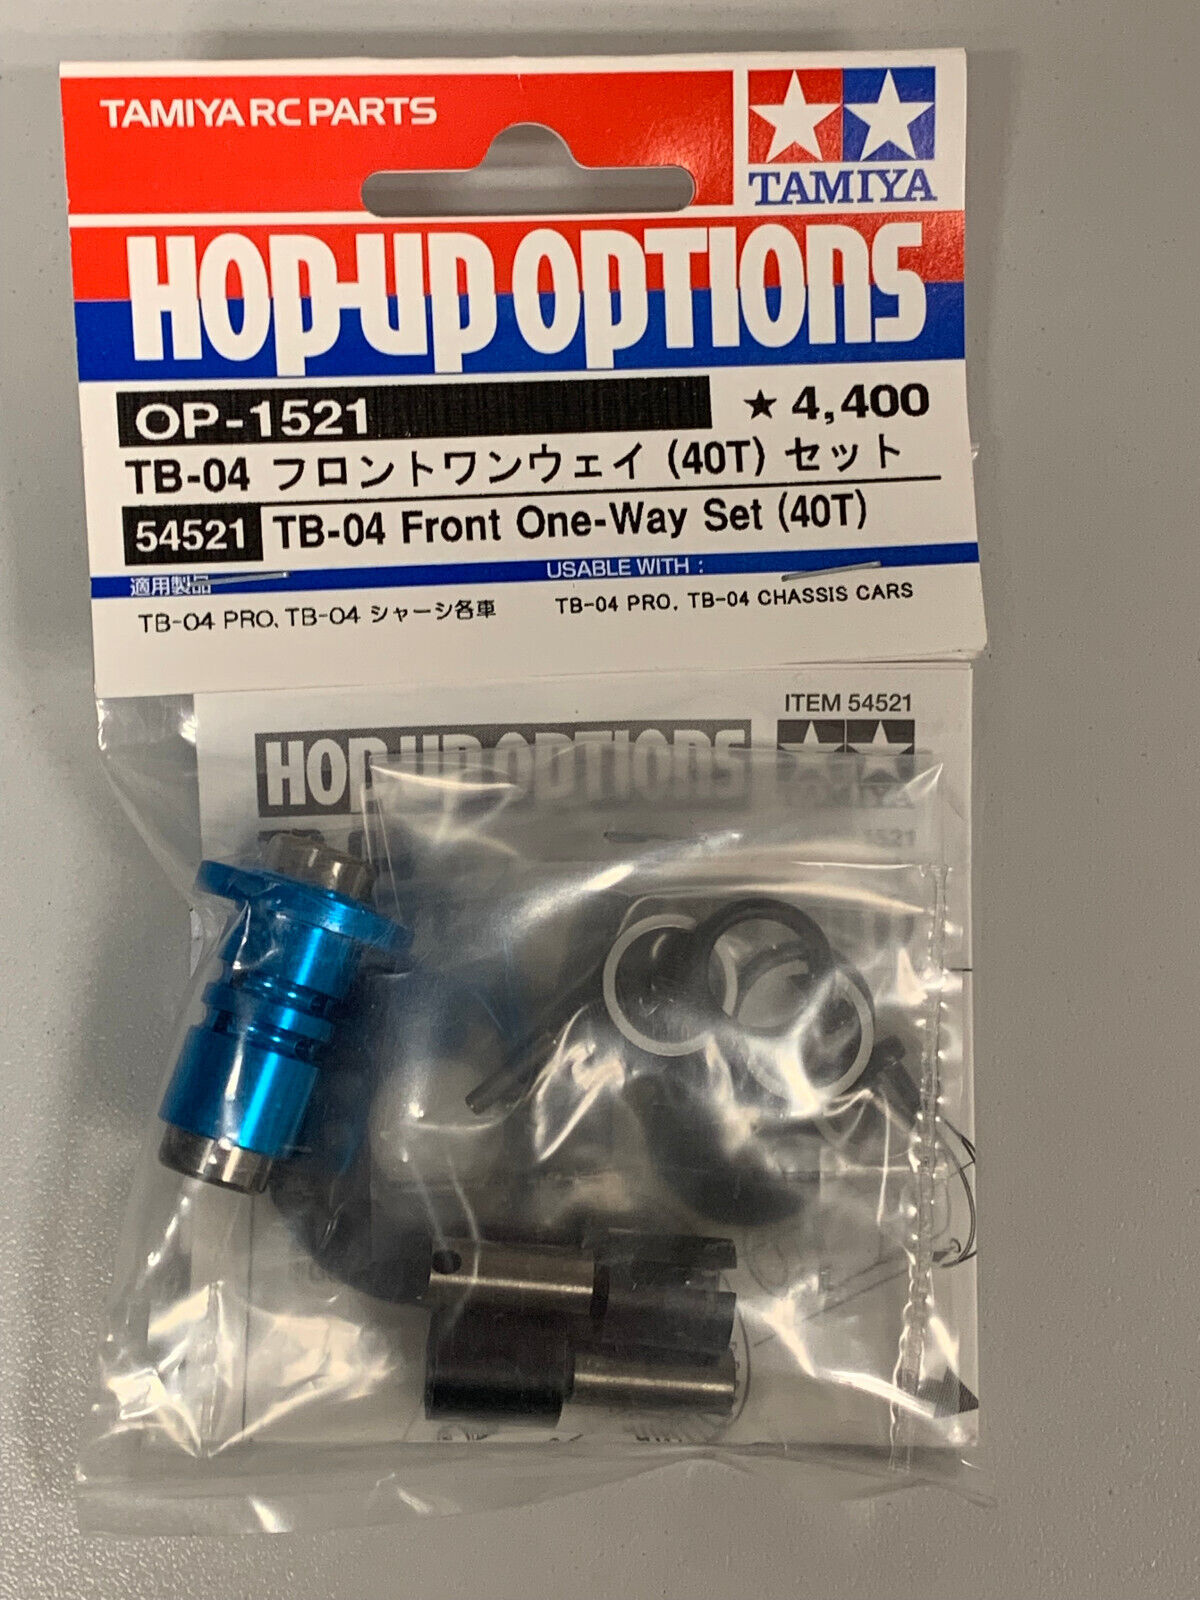 TAMIYA RC PARTS
TAMIYA
HOP-UP OPTIONS
OP-1521
★ 4,400
TB-04 フロントワンウェイ (40T) セット
54521 TB-04 Front One-Way Set (40T)
適用製品
USABLE WITH :
TB-04 PRO、TB-04 シャーシ各車
TB-04 PRO, TB-04 CHASSIS CARS
ITEM 54521
HOP-UP OPTIONS
TAMIYA